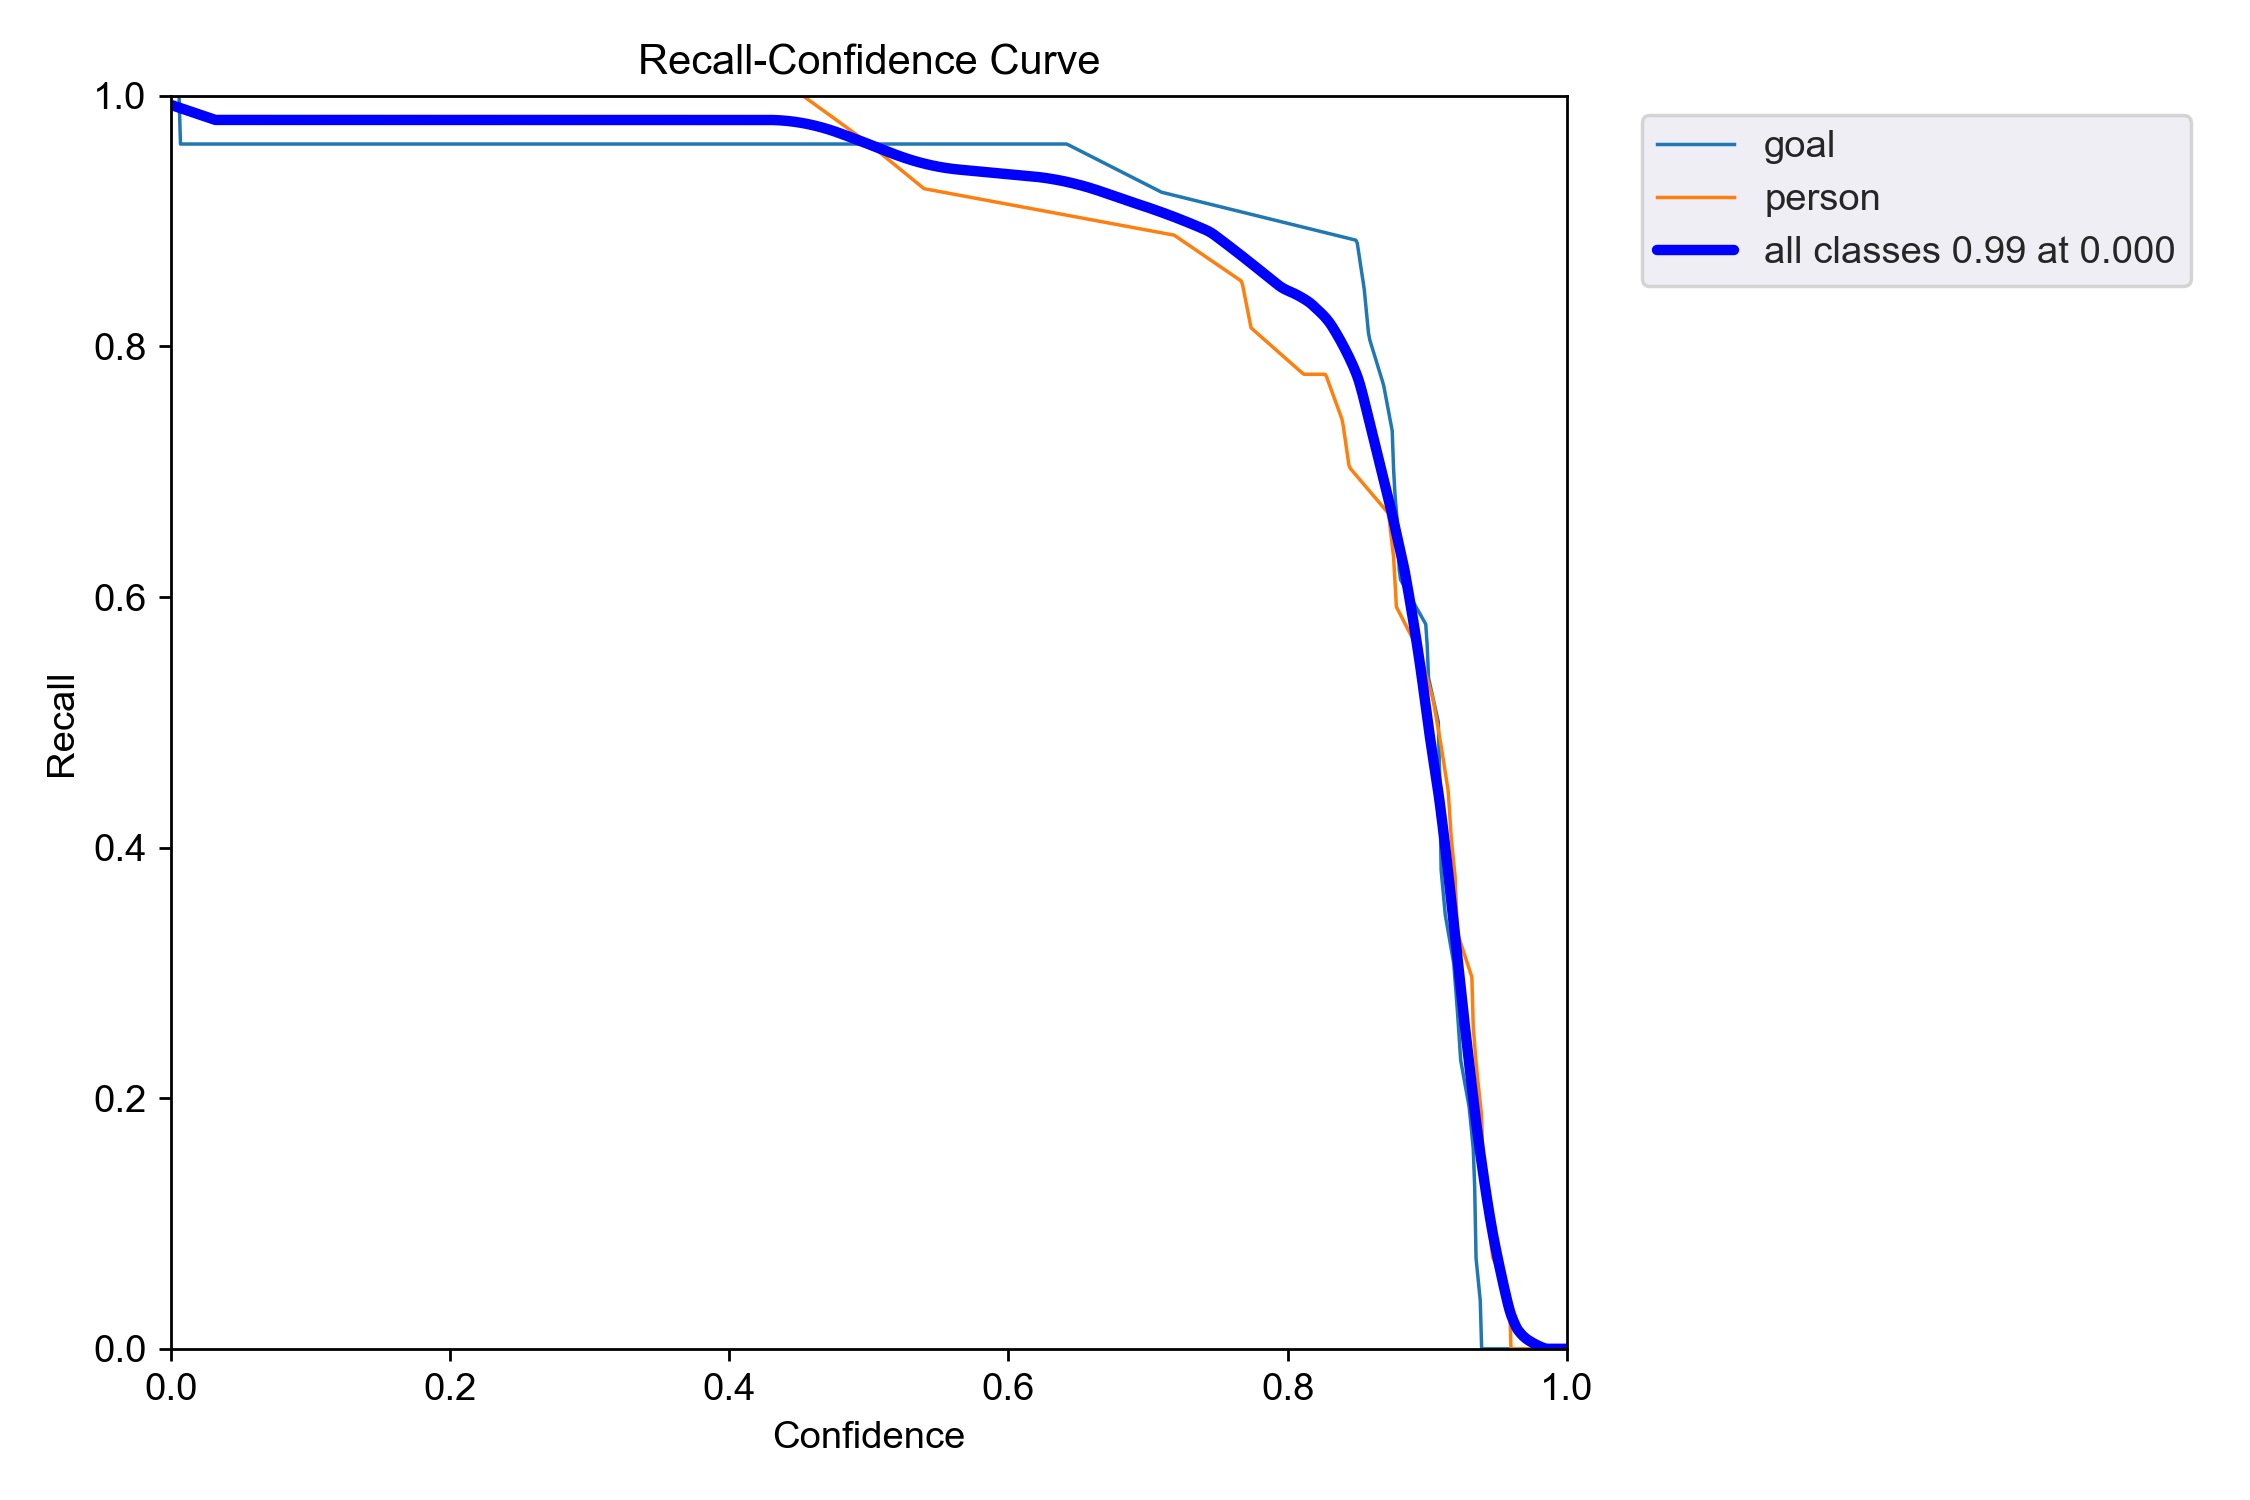 Recall-Confidence Curve
1.0
0.8
0.6
0.4
0.2
0.0
Recall
0.0 0.2 0.4 0.6 0.8 1.0
Confidence
goal
person
all classes 0.99 at 0.000